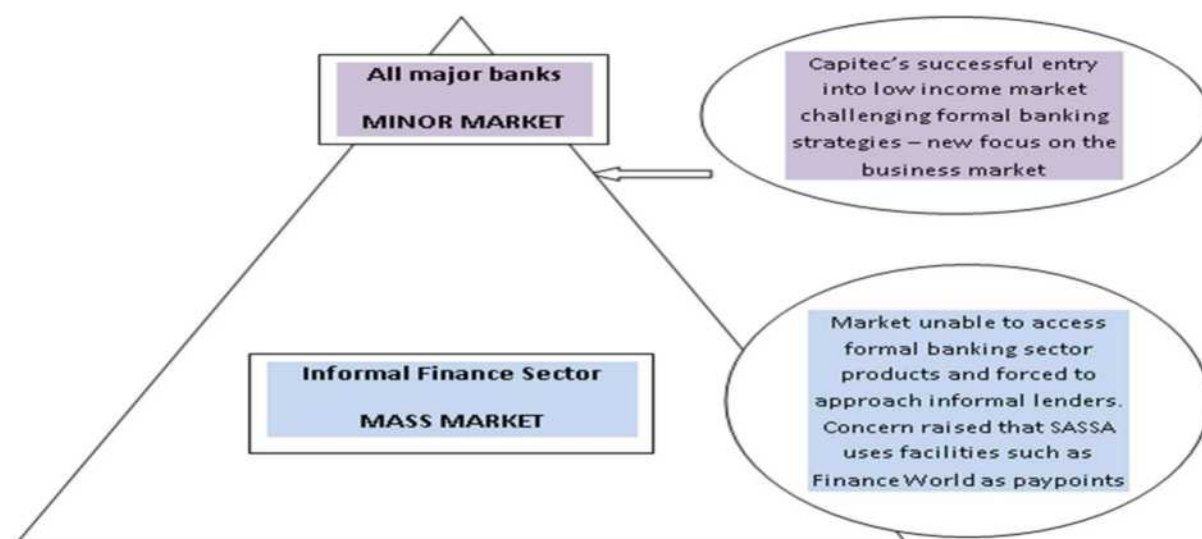 All major banks
MINOR MARKET
Capitec's successful entry
into low income market
challenging formal banking
strategies – new focus on the
business market
Informal Finance Sector
MASS MARKET
Market unable to access
formal banking sector
products and forced to
approach informal lenders.
Concern raised that SASSA
uses facilities such as
Finance World as paypoints